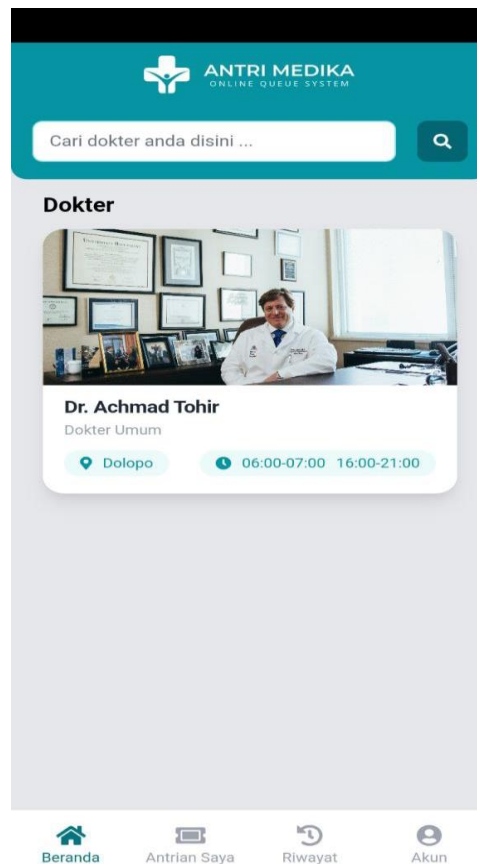 ANTRI MEDIKA
ONLINE QUEUE SYSTEM
Cari dokter anda disini ...
Dokter
Dr. Achmad Tohir
Dokter Umum
Dolopo
06:00-07:00 16:00-21:00
Beranda
Antrian Saya
Riwayat
Akun